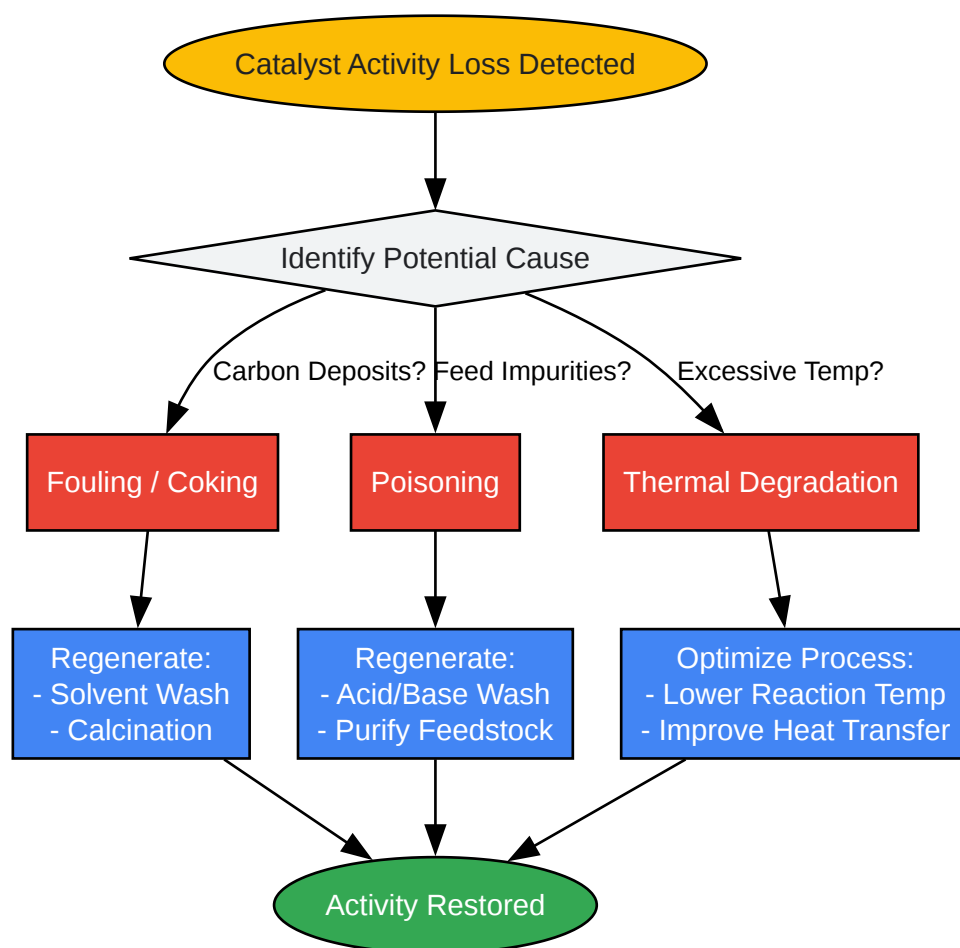 Catalyst Activity Loss Detected
Identify Potential Cause
Carbon Deposits?
Feed Impurities?
Excessive Temp?
Fouling / Coking
Poisoning
Thermal Degradation
Regenerate:
- Solvent Wash
- Calcination
Regenerate:
- Acid/Base Wash
- Purify Feedstock
Optimize Process:
- Lower Reaction Temp
- Improve Heat Transfer
Activity Restored